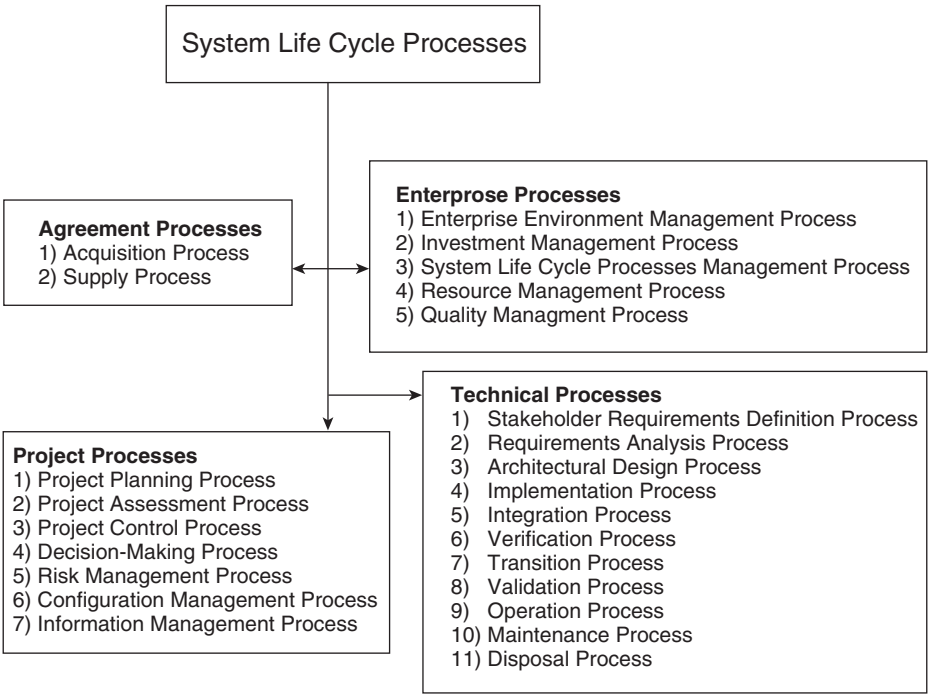 System Life Cycle Processes
Agreement Processes
1) Acquisition Process
2) Supply Process
Enterprose Processes
1) Enterprise Environment Management Process
2) Investment Management Process
3) System Life Cycle Processes Management Process
4) Resource Management Process
5) Quality Managment Process
Project Processes
1) Project Planning Process
2) Project Assessment Process
3) Project Control Process
4) Decision-Making Process
5) Risk Management Process
6) Configuration Management Process
7) Information Management Process
Technical Processes
1) Stakeholder Requirements Definition Process
2) Requirements Analysis Process
3) Architectural Design Process
4) Implementation Process
5) Integration Process
6) Verification Process
7) Transition Process
8) Validation Process
9) Operation Process
10) Maintenance Process
11) Disposal Process